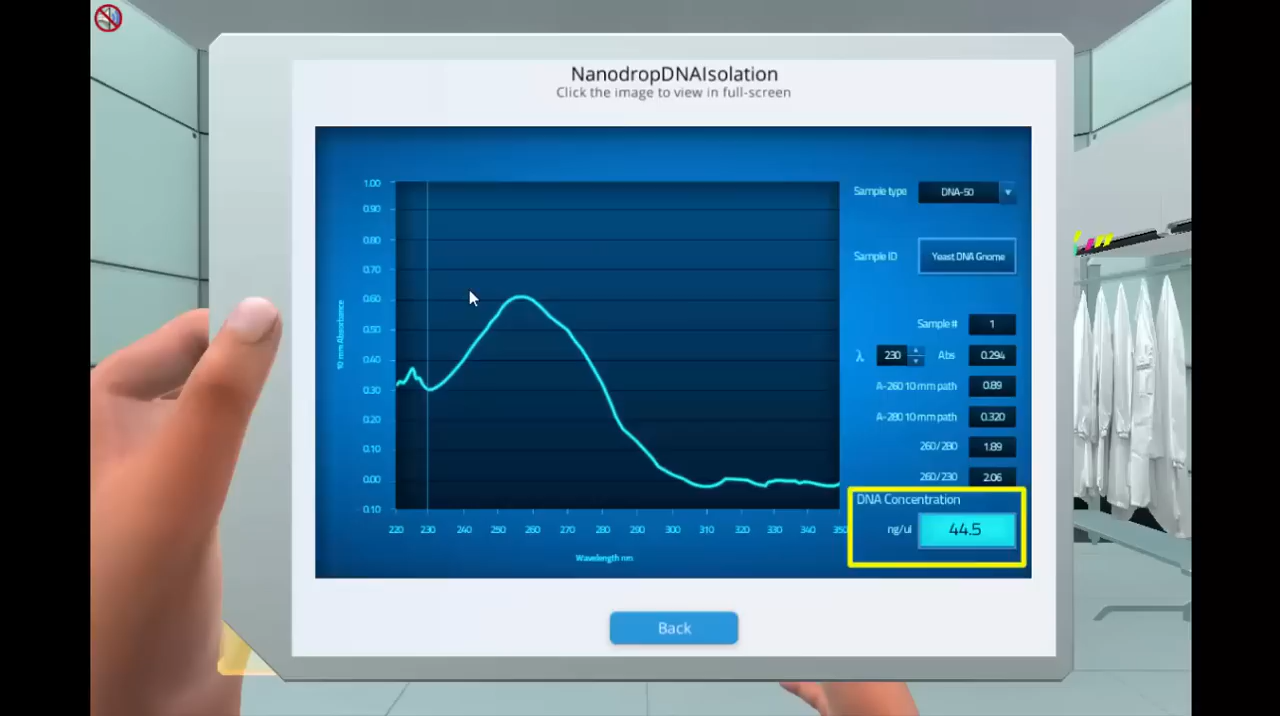 NanodropDNAIsolation
Click the image to view in full-screen
1.00
0.90
0.80
0.70
0.60
0.50
0.40
0.30
0.20
0.10
0.00
0.10
10 mm Absorbance
220 230 240 250 260 270 280 290 300 310 320 330 340 350
Wavelength nm
Sample type DNA-50
Sample ID Yeast DNA Gnome
Sample # 1
λ 230 Abs 0.294
A-260 10 mm path 0.89
A-280 10 mm path 0.320
260/280 1.89
260/230 2.06
DNA Concentration
ng/ul 44.5
Back